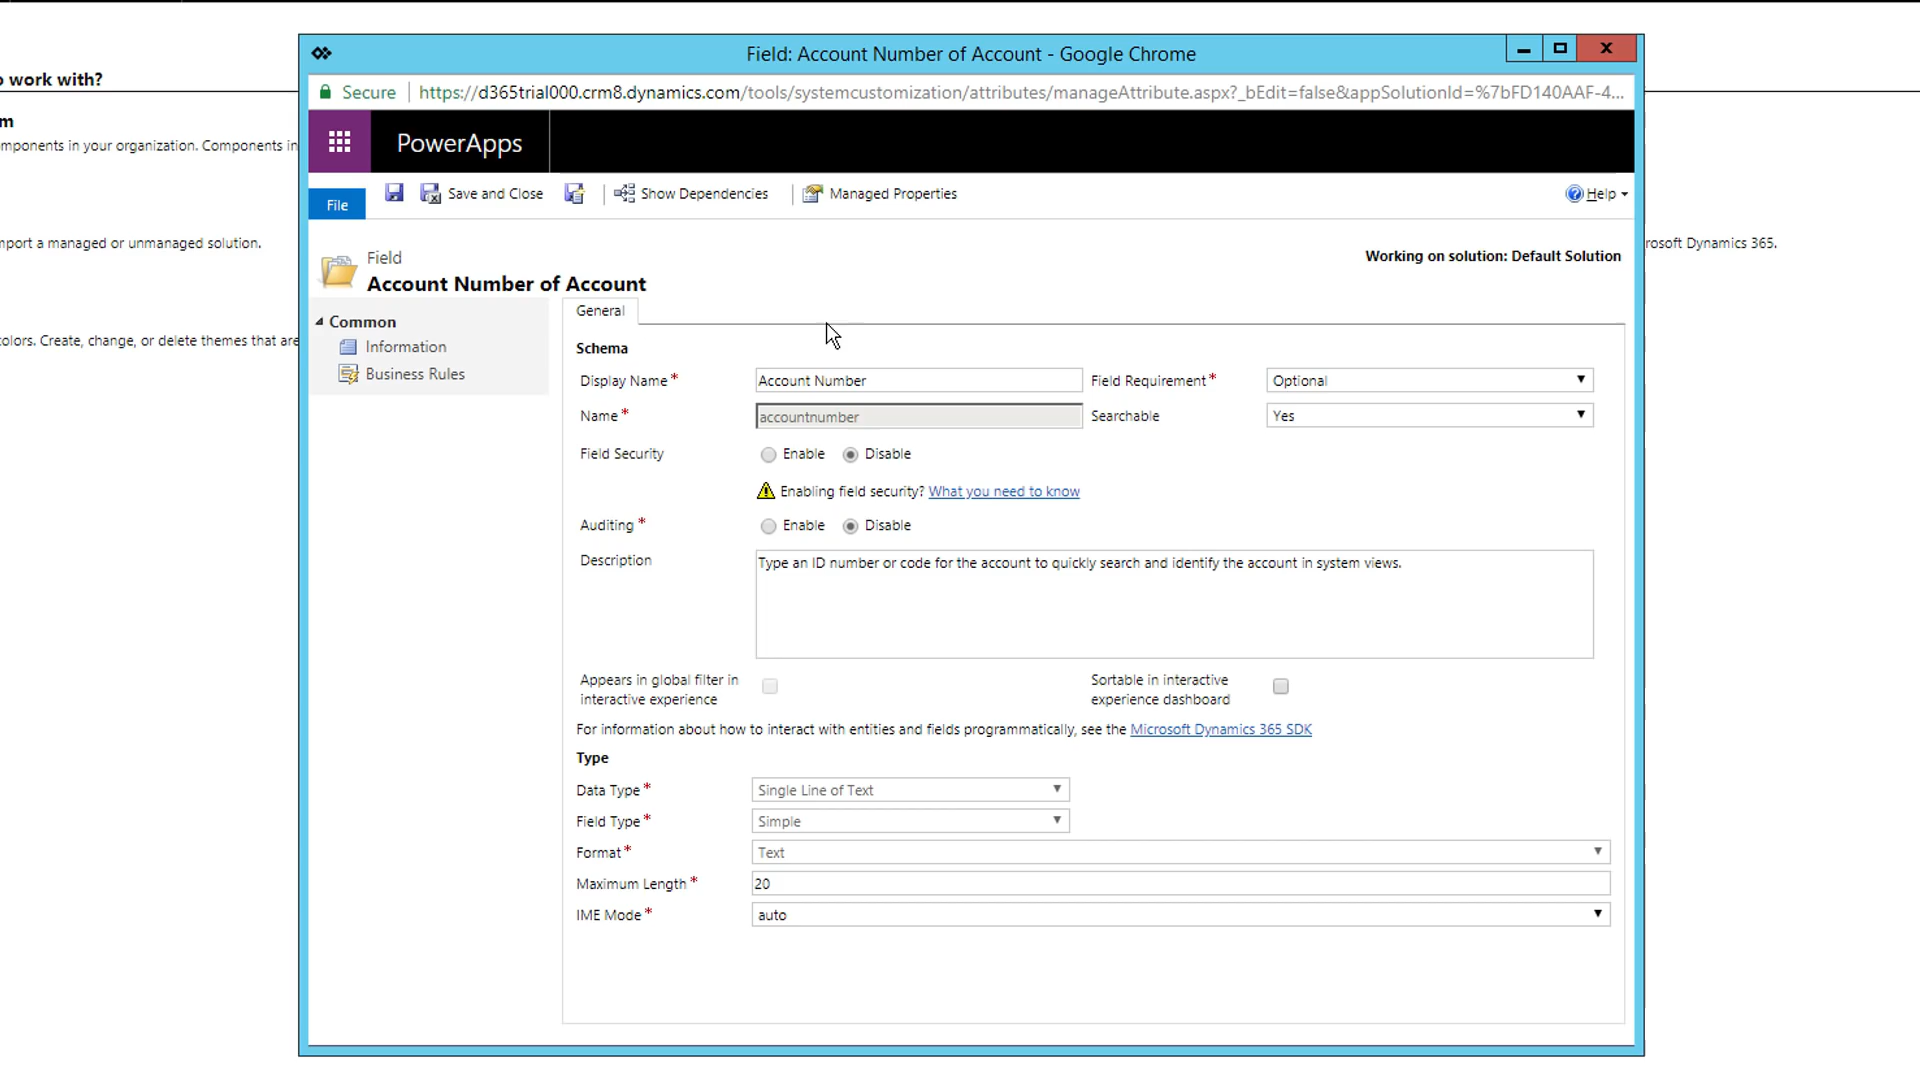 Field: Account Number of Account - Google Chrome
o work with?
Secure https://d365trial000.crm8.dynamics.com/tools/systemcustomization/attributes/manageAttribute.aspx?_bEdit=false&appSolutionId=%7bFD140AAF-4...
m
mponents in your organization. Components in
PowerApps
File Save and Close Show Dependencies Managed Properties Help
mport a managed or unmanaged solution.
rosoft Dynamics 365.
Field
Working on solution: Default Solution
Account Number of Account
olors. Create, change, or delete themes that are
Common
Information
Business Rules
General
Schema
Display Name* Account Number Field Requirement* Optional
Name* accountnumber Searchable Yes
Field Security Enable Disable
Enabling field security? What you need to know
Auditing* Enable Disable
Description Type an ID number or code for the account to quickly search and identify the account in system views.
Appears in global filter in
interactive experience
Sortable in interactive
experience dashboard
For information about how to interact with entities and fields programmatically, see the Microsoft Dynamics 365 SDK
Type
Data Type* Single Line of Text
Field Type* Simple
Format* Text
Maximum Length* 20
IME Mode* auto